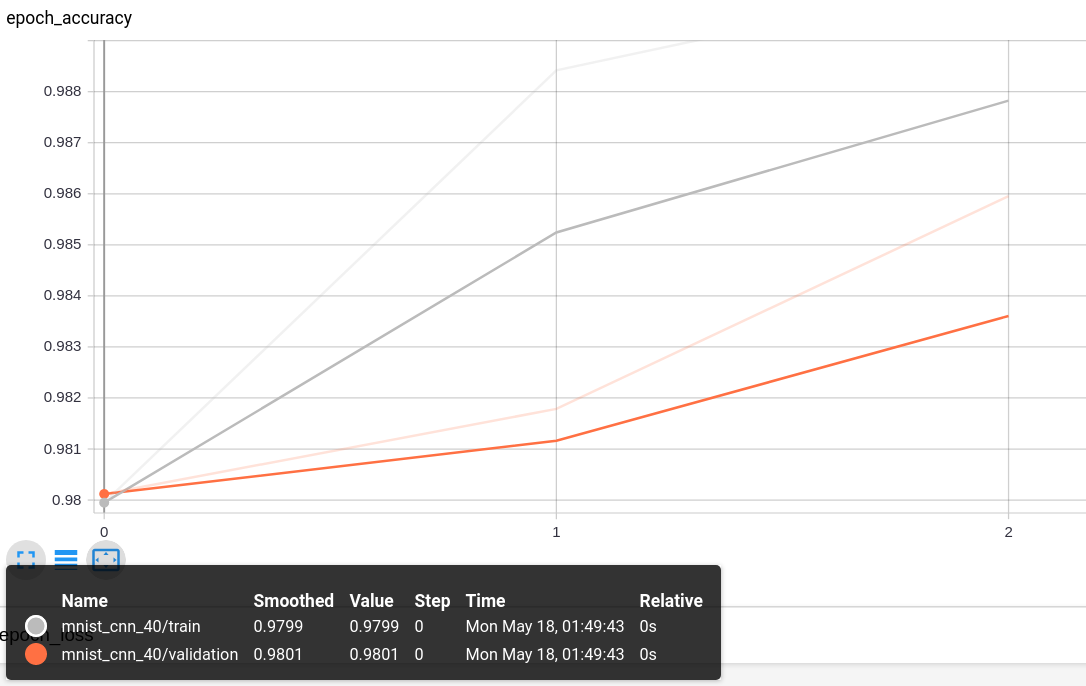 epoch_accuracy
0.988
0.987
0.986
0.985
0.984
0.983
0.982
0.981
0.98
0 1 2
Name Smoothed Value Step Time Relative
mnist_cnn_40/train 0.9799 0.9799 0 Mon May 18, 01:49:43 0s
epoch_loss
mnist_cnn_40/validation 0.9801 0.9801 0 Mon May 18, 01:49:43 0s